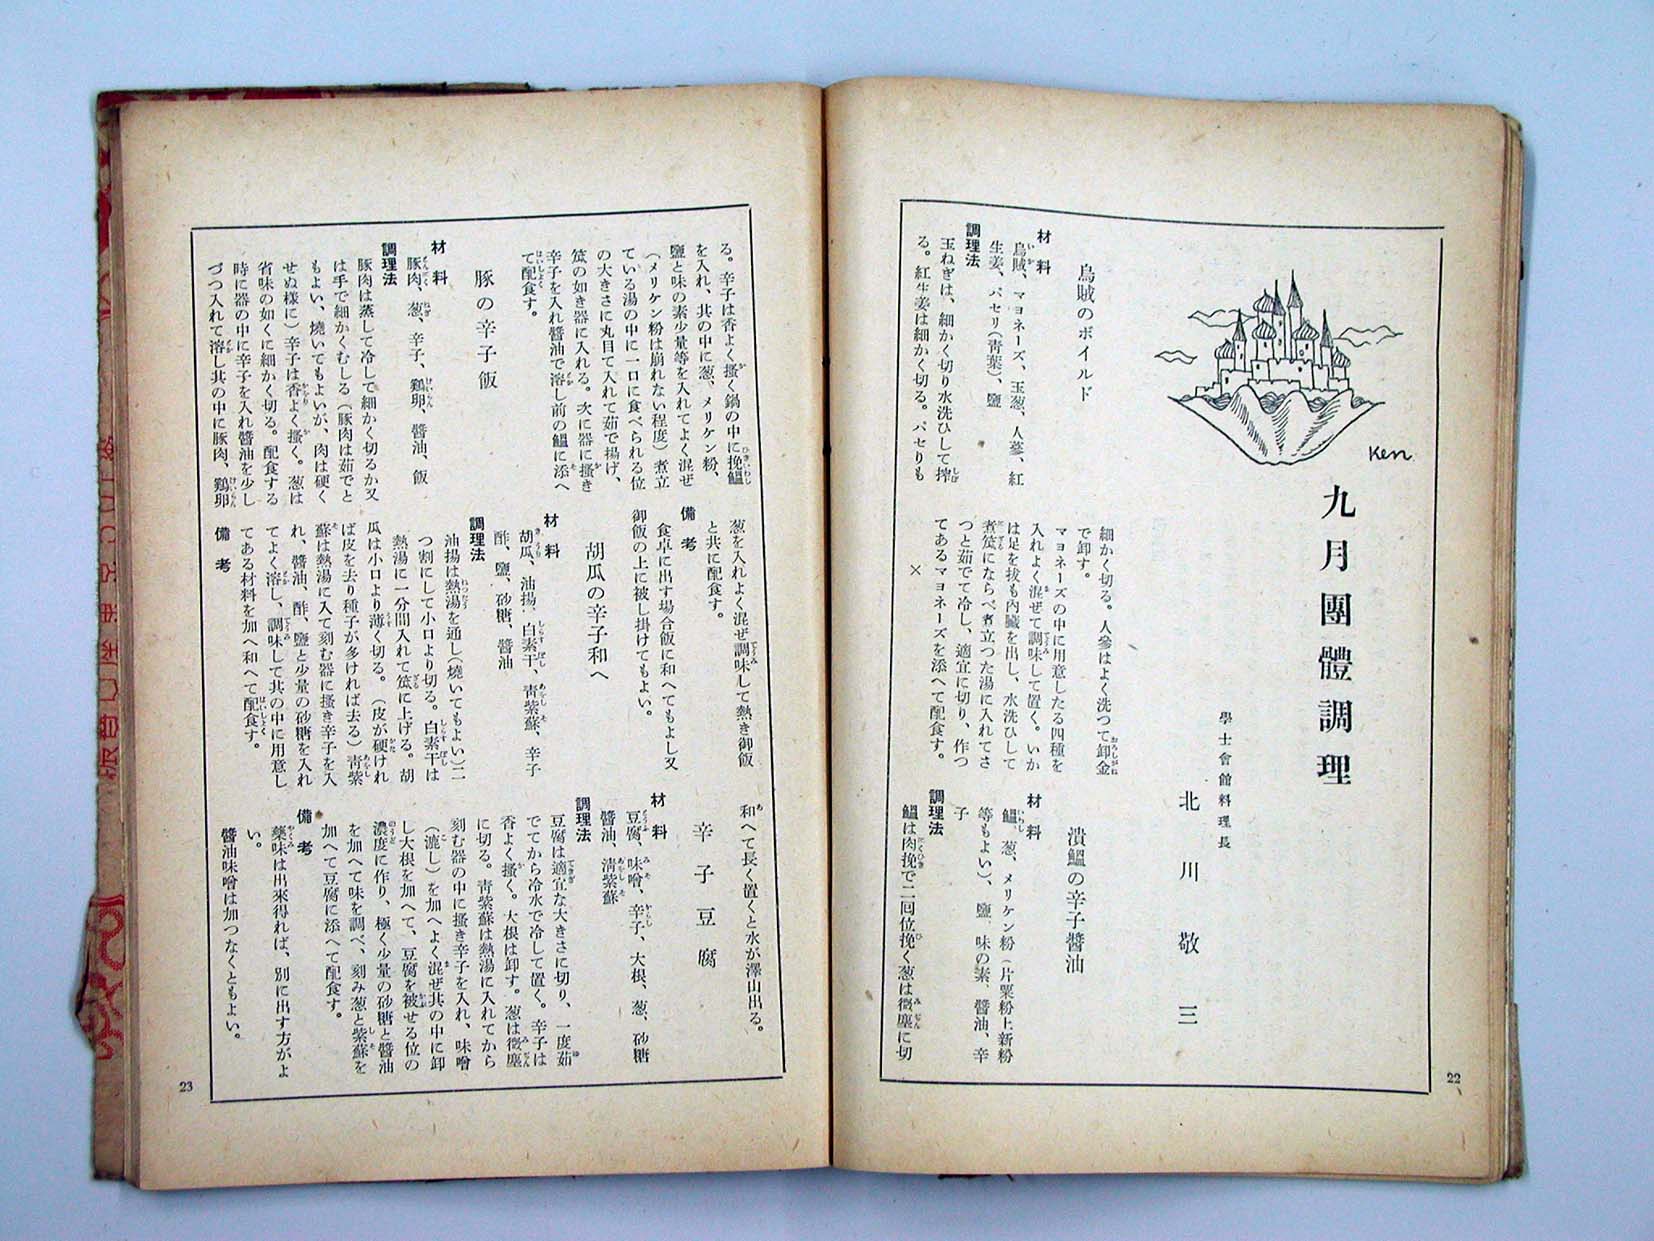 Ken
九月團體調理
學士會館料理長
北川敬三
烏賊のボイルド
材料
烏賊、マヨネーズ、玉葱、人蔘、紅
生姜、パセリ(靑葉)、鹽
調理法
玉ねぎは、細かく切り水洗ひして搾
る。紅生姜は細かく切る。パセリも
細かく切る。人參はよく洗つて卸金
で卸す。
マヨネーズの中に用意したる四種を
入れよく混ぜて調味して置く。いか
は足を拔も內臟を出し、水洗ひして
煮笊にならべ煮立つた湯に入れてさ
つと茹でて冷し、適宜に切り、作つ
てあるマョネーズを添へて配食す。
×
潰鰮の辛子醬油
材料
鰮、葱、メリケン粉(片栗粉上新粉
等もよい)、鹽、味の素、醬油、辛
子
調理法
鰮は肉挽で二回位挽く葱は微塵に切
22
る。辛子は香よく搔く鍋の中に挽鰮
を入れ、其の中に葱、メリケン粉、
鹽と味の素少量等を入れてよく混ぜ
(メリケン粉は崩れない程度)煮立
ている湯の中に一口に食べられる位
の大きさに丸目て入れて茹で揚げ、
笊の如き器に入れる。次に器に搔き
辛子を入れ醬油で溶し前の鰮に添へ
て配食す。
豚の辛子飯
材料
豚肉、葱、辛子、鷄卵、醬油、飯
調理法
豚肉は蒸して冷して細かく切るか又
は手で細かくむしる(豚肉は茹でと
もよい、燒いてもよいが、肉は硬く
せぬ樣に)辛子は香よく搔く。葱は
省味の如くに細かく切る。配食する
時に器の中に辛子を入れ醬油を少し
づつ入れて溶し其の中に豚肉、鷄卵
葱を入れよく混ぜ調味して熱き御飯
と共に配食す。
備考
食卓に出す場合飯に和へてもよし又
御飯の上に被し掛けてもよい。
胡瓜の辛子和へ
材料
胡瓜、油揚、白素干、靑紫蘇、辛子
酢、鹽、砂糖、醬油
調理法
油揚は熱湯を通し(燒いてもよい)二
つ割にして小口より切る。白素干は
熱湯に一分間入れて笊に上げる。胡
瓜は小口より薄く切る。(皮が硬けれ
ば皮を去り種子が多ければ去る)靑紫
蘇は熱湯に入て刻む器に搔き辛子を入
れ、醬油、酢、鹽と少量の砂糖を入れ
てよく溶し、調味して其の中に用意し
てある材料を加へ和へて配食す。
備考
和へて長く置くと水が澤山出る。
辛子豆腐
材料
豆腐、味噌、辛子、大根、葱、砂糖
醬油、淸紫蘇
調理法
豆腐は適宜な大きさに切り、一度茹
でてから冷水で冷して置く。辛子は
香よく搔く。大根は卸す。葱は微塵
に切る。靑紫蘇は熱湯に入れてから
刻む器の中に搔き辛子を入れ、味噌
(漉し)を加へよく混ぜ其の中に卸
し大根を加へて、豆腐を被せる位の
濃度に作り、極く少量の砂糖と醬油
を加へて味を調べ、刻み葱と紫蘇を
加へて豆腐に添へて配食す。
備考
藥味は出來得れば、別に出す方がよ
い。
醬油味噌は加つなくともよい。
23